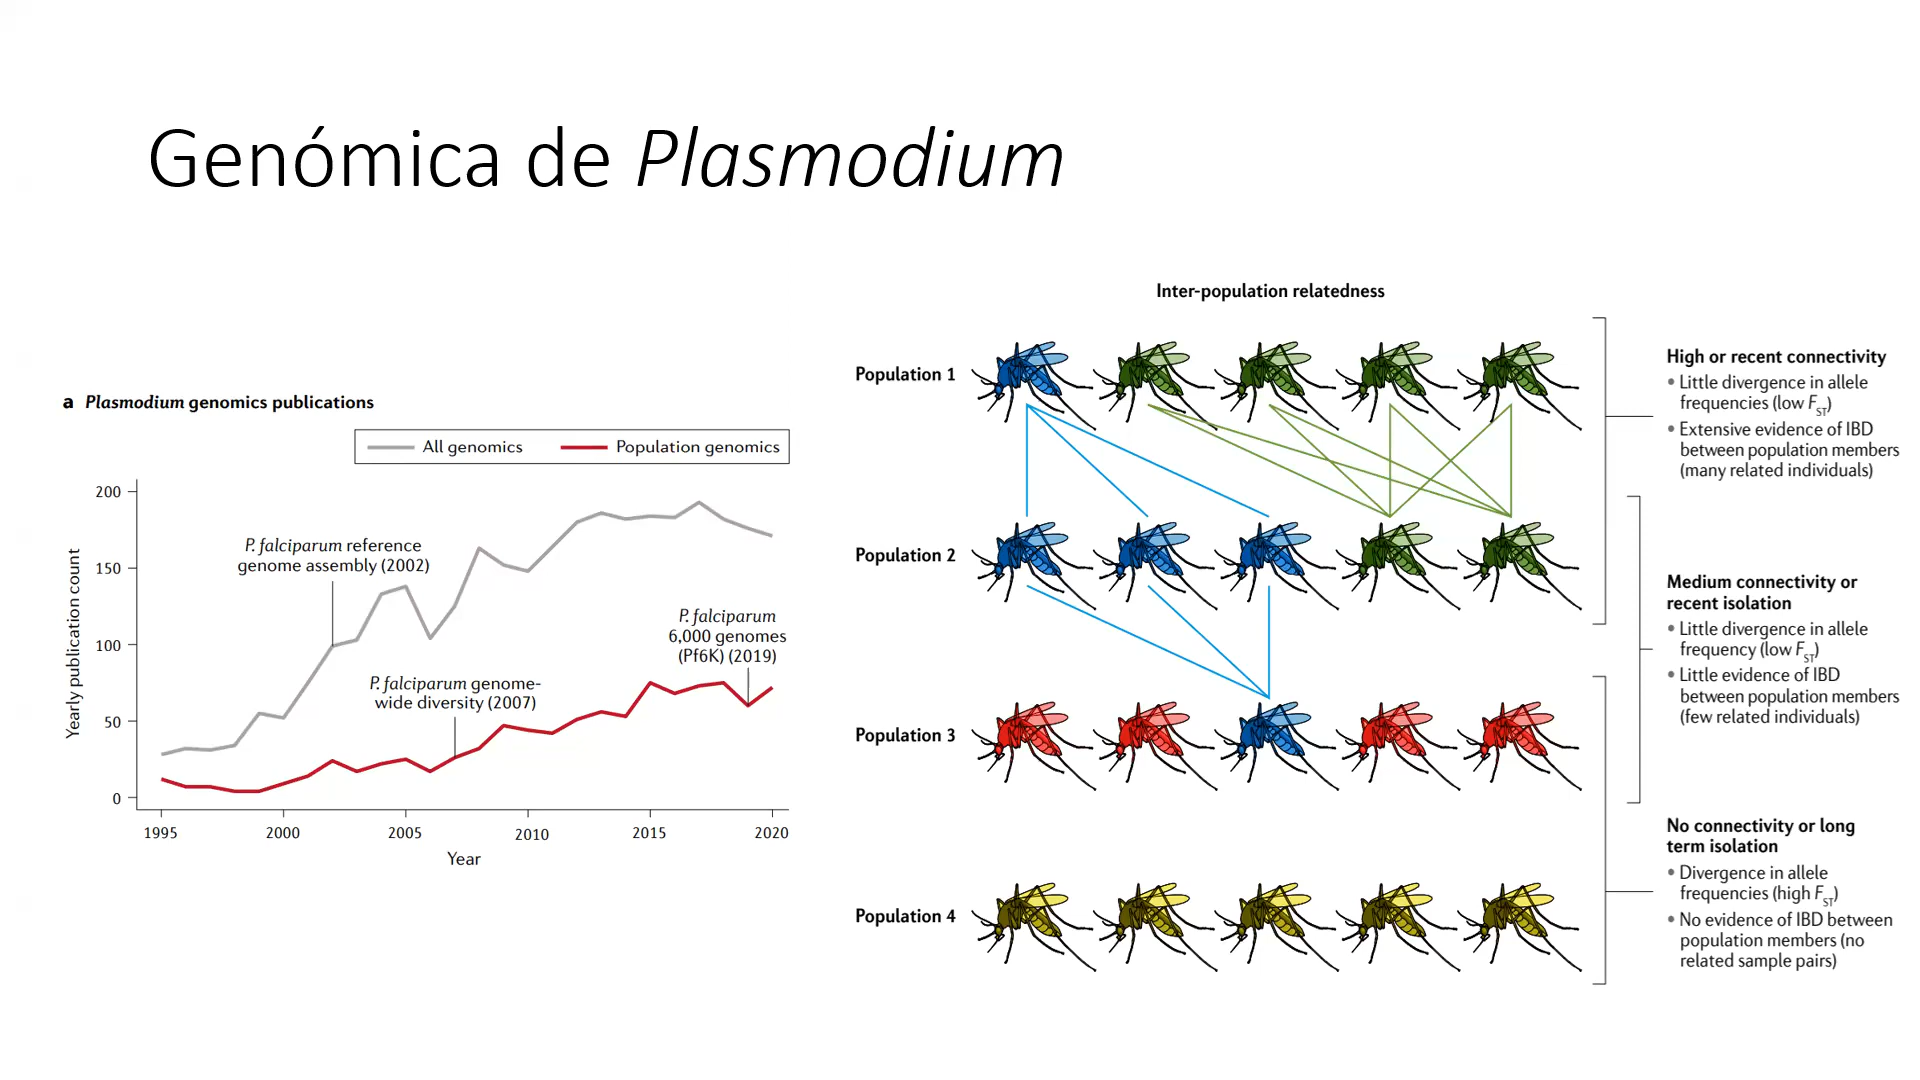 Genómica de Plasmodium
a Plasmodium genomics publications
All genomics
Population genomics
Yearly publication count
200
150
100
50
0
P. falciparum reference
genome assembly (2002)
P. falciparum genome-
wide diversity (2007)
P. falciparum
6,000 genomes
(Pf6K) (2019)
1995
2000
2005
2010
2015
2020
Year
Inter-population relatedness
Population 1
Population 2
Population 3
Population 4
High or recent connectivity
• Little divergence in allele
frequencies (low FST)
• Extensive evidence of IBD
between population members
(many related individuals)
Medium connectivity or
recent isolation
• Little divergence in allele
frequency (low FST)
• Little evidence of IBD
between population members
(few related individuals)
No connectivity or long
term isolation
• Divergence in allele
frequencies (high FST)
• No evidence of IBD between
population members (no
related sample pairs)